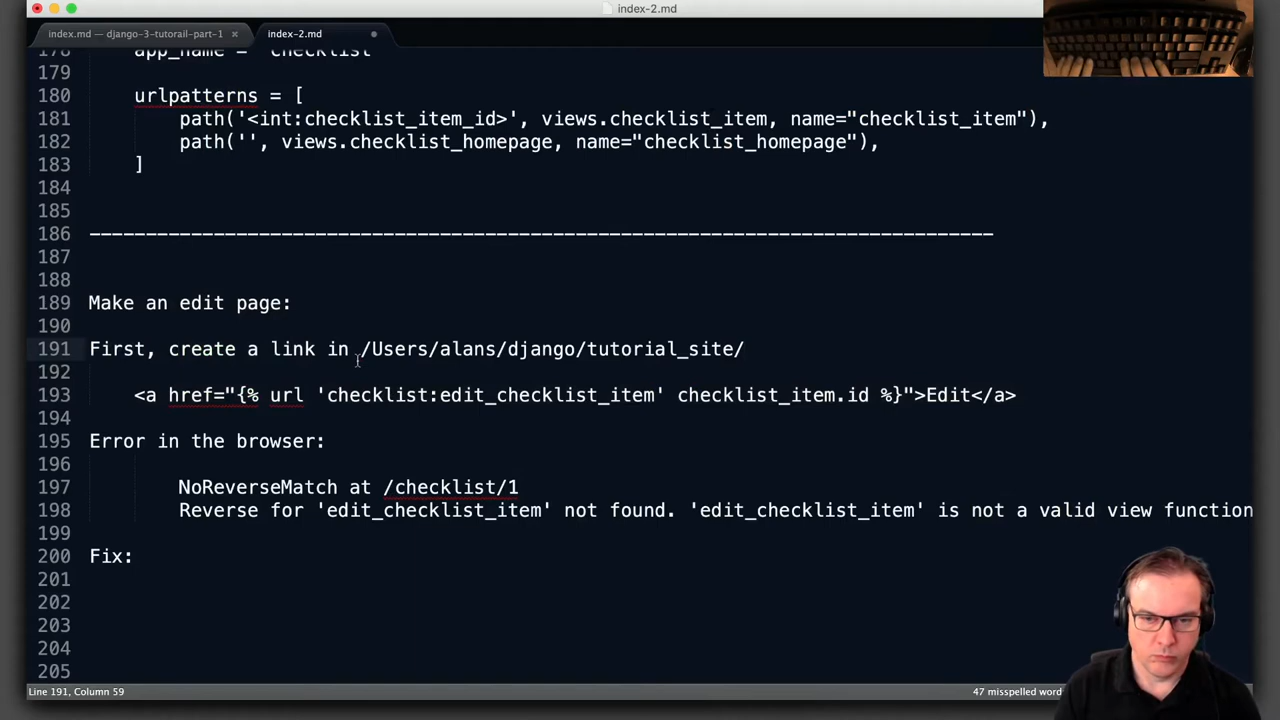 index-2.md
index.md — django-3-tutorail-part-1 ×
index-2.md
178 app_name = checklist
179
180 urlpatterns = [
181 path('<int:checklist_item_id>', views.checklist_item, name="checklist_item"),
182 path('', views.checklist_homepage, name="checklist_homepage"),
183 ]
184
185
186 --------------------------------------------------------------------------------
187
188
189 Make an edit page:
190
191 First, create a link in /Users/alans/django/tutorial_site/
192
193 <a href="{% url 'checklist:edit_checklist_item' checklist_item.id %}">Edit</a>
194
195 Error in the browser:
196
197 NoReverseMatch at /checklist/1
198 Reverse for 'edit_checklist_item' not found. 'edit_checklist_item' is not a valid view function
199
200 Fix:
201
202
203
204
205
Line 191, Column 59
47 misspelled word